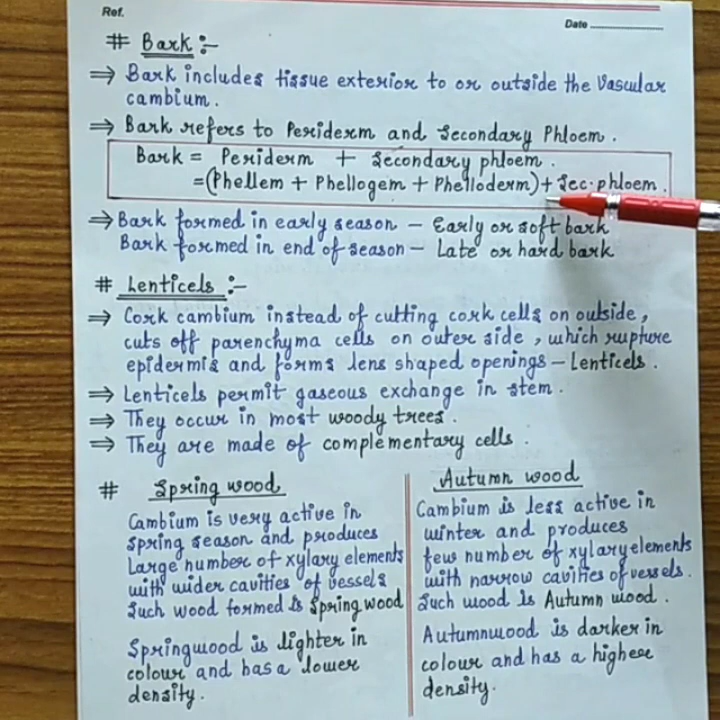 Ref.
Date
# Bark :-
⇒ Bark includes tissue exterior to or outside the Vascular
cambium.
⇒ Bark refers to Periderm and Secondary Phloem.
Bark = Periderm + Secondary phloem.
=(Phellem + Phellogem + Phelloderm)+ Sec. phloem.
⇒ Bark formed in early season – Early or soft bark
Bark formed in end of season – Late or hard bark
# Lenticels :-
⇒ Cork cambium instead of cutting cork cells on outside,
cuts off parenchyma cells on outer side, which rupture
epidermis and forms lens shaped openings – Lenticels.
⇒ Lenticels permit gaseous exchange in stem.
⇒ They occur in most woody trees.
⇒ They are made of complementary cells.
# Spring wood
Cambium is very active in
spring season and produces
Large number of xylary elements
with wider cavities of vessels
Such wood formed is Spring wood
Springwood is lighter in
colour and has a lower
density.
Autumn wood
Cambium is less active in
winter and produces
few number of xylary elements
with narrow cavities of vessels.
Such wood is Autumn wood.
Autumnwood is darker in
colour and has a higher
density.